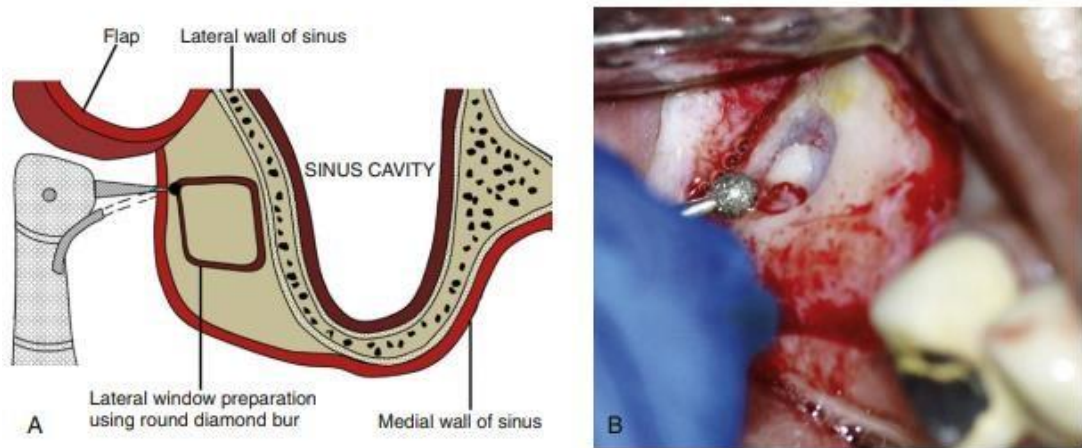 Flap
Lateral wall of sinus
SINUS CAVITY
Lateral window preparation
using round diamond bur
Medial wall of sinus
A
B